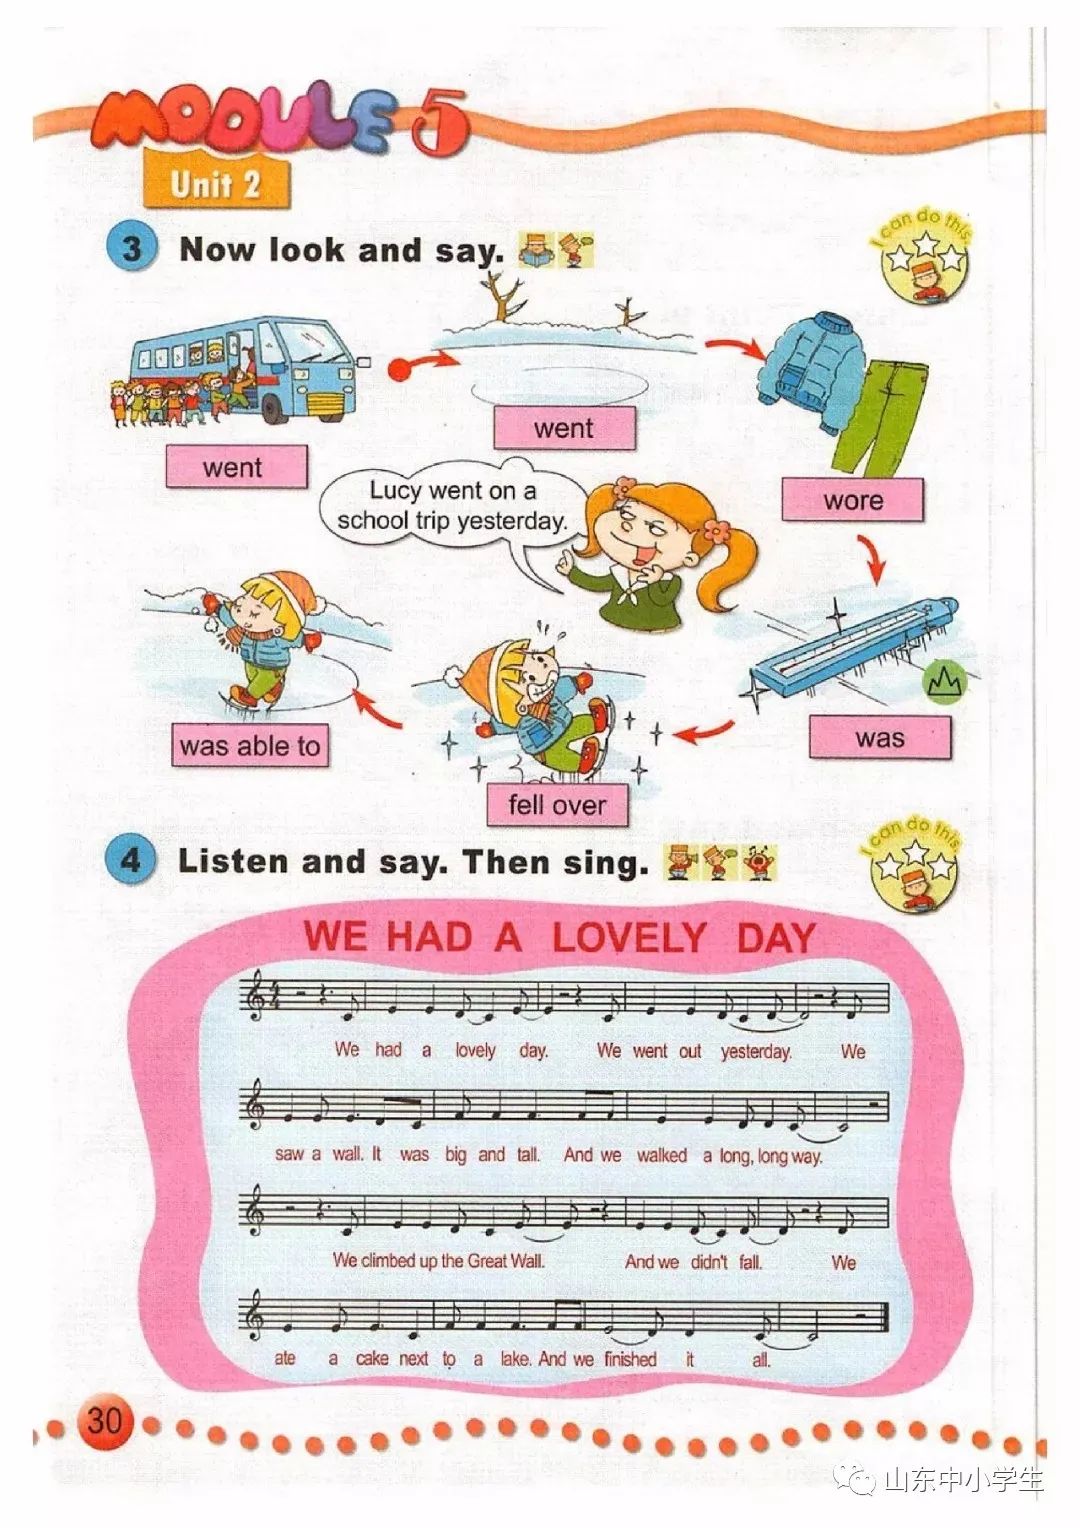 MODULE 5
Unit 2
3 Now look and say.
I can do this.
went
went
wore
Lucy went on a
school trip yesterday.
was able to
fell over
was
4 Listen and say. Then sing.
I can do this.
WE HAD A LOVELY DAY
We had a lovely day. We went out yesterday. We
saw a wall. It was big and tall. And we walked a long, long way.
We climbed up the Great Wall. And we didn't fall. We
ate a cake next to a lake. And we finished it all.
30
山东中小学生